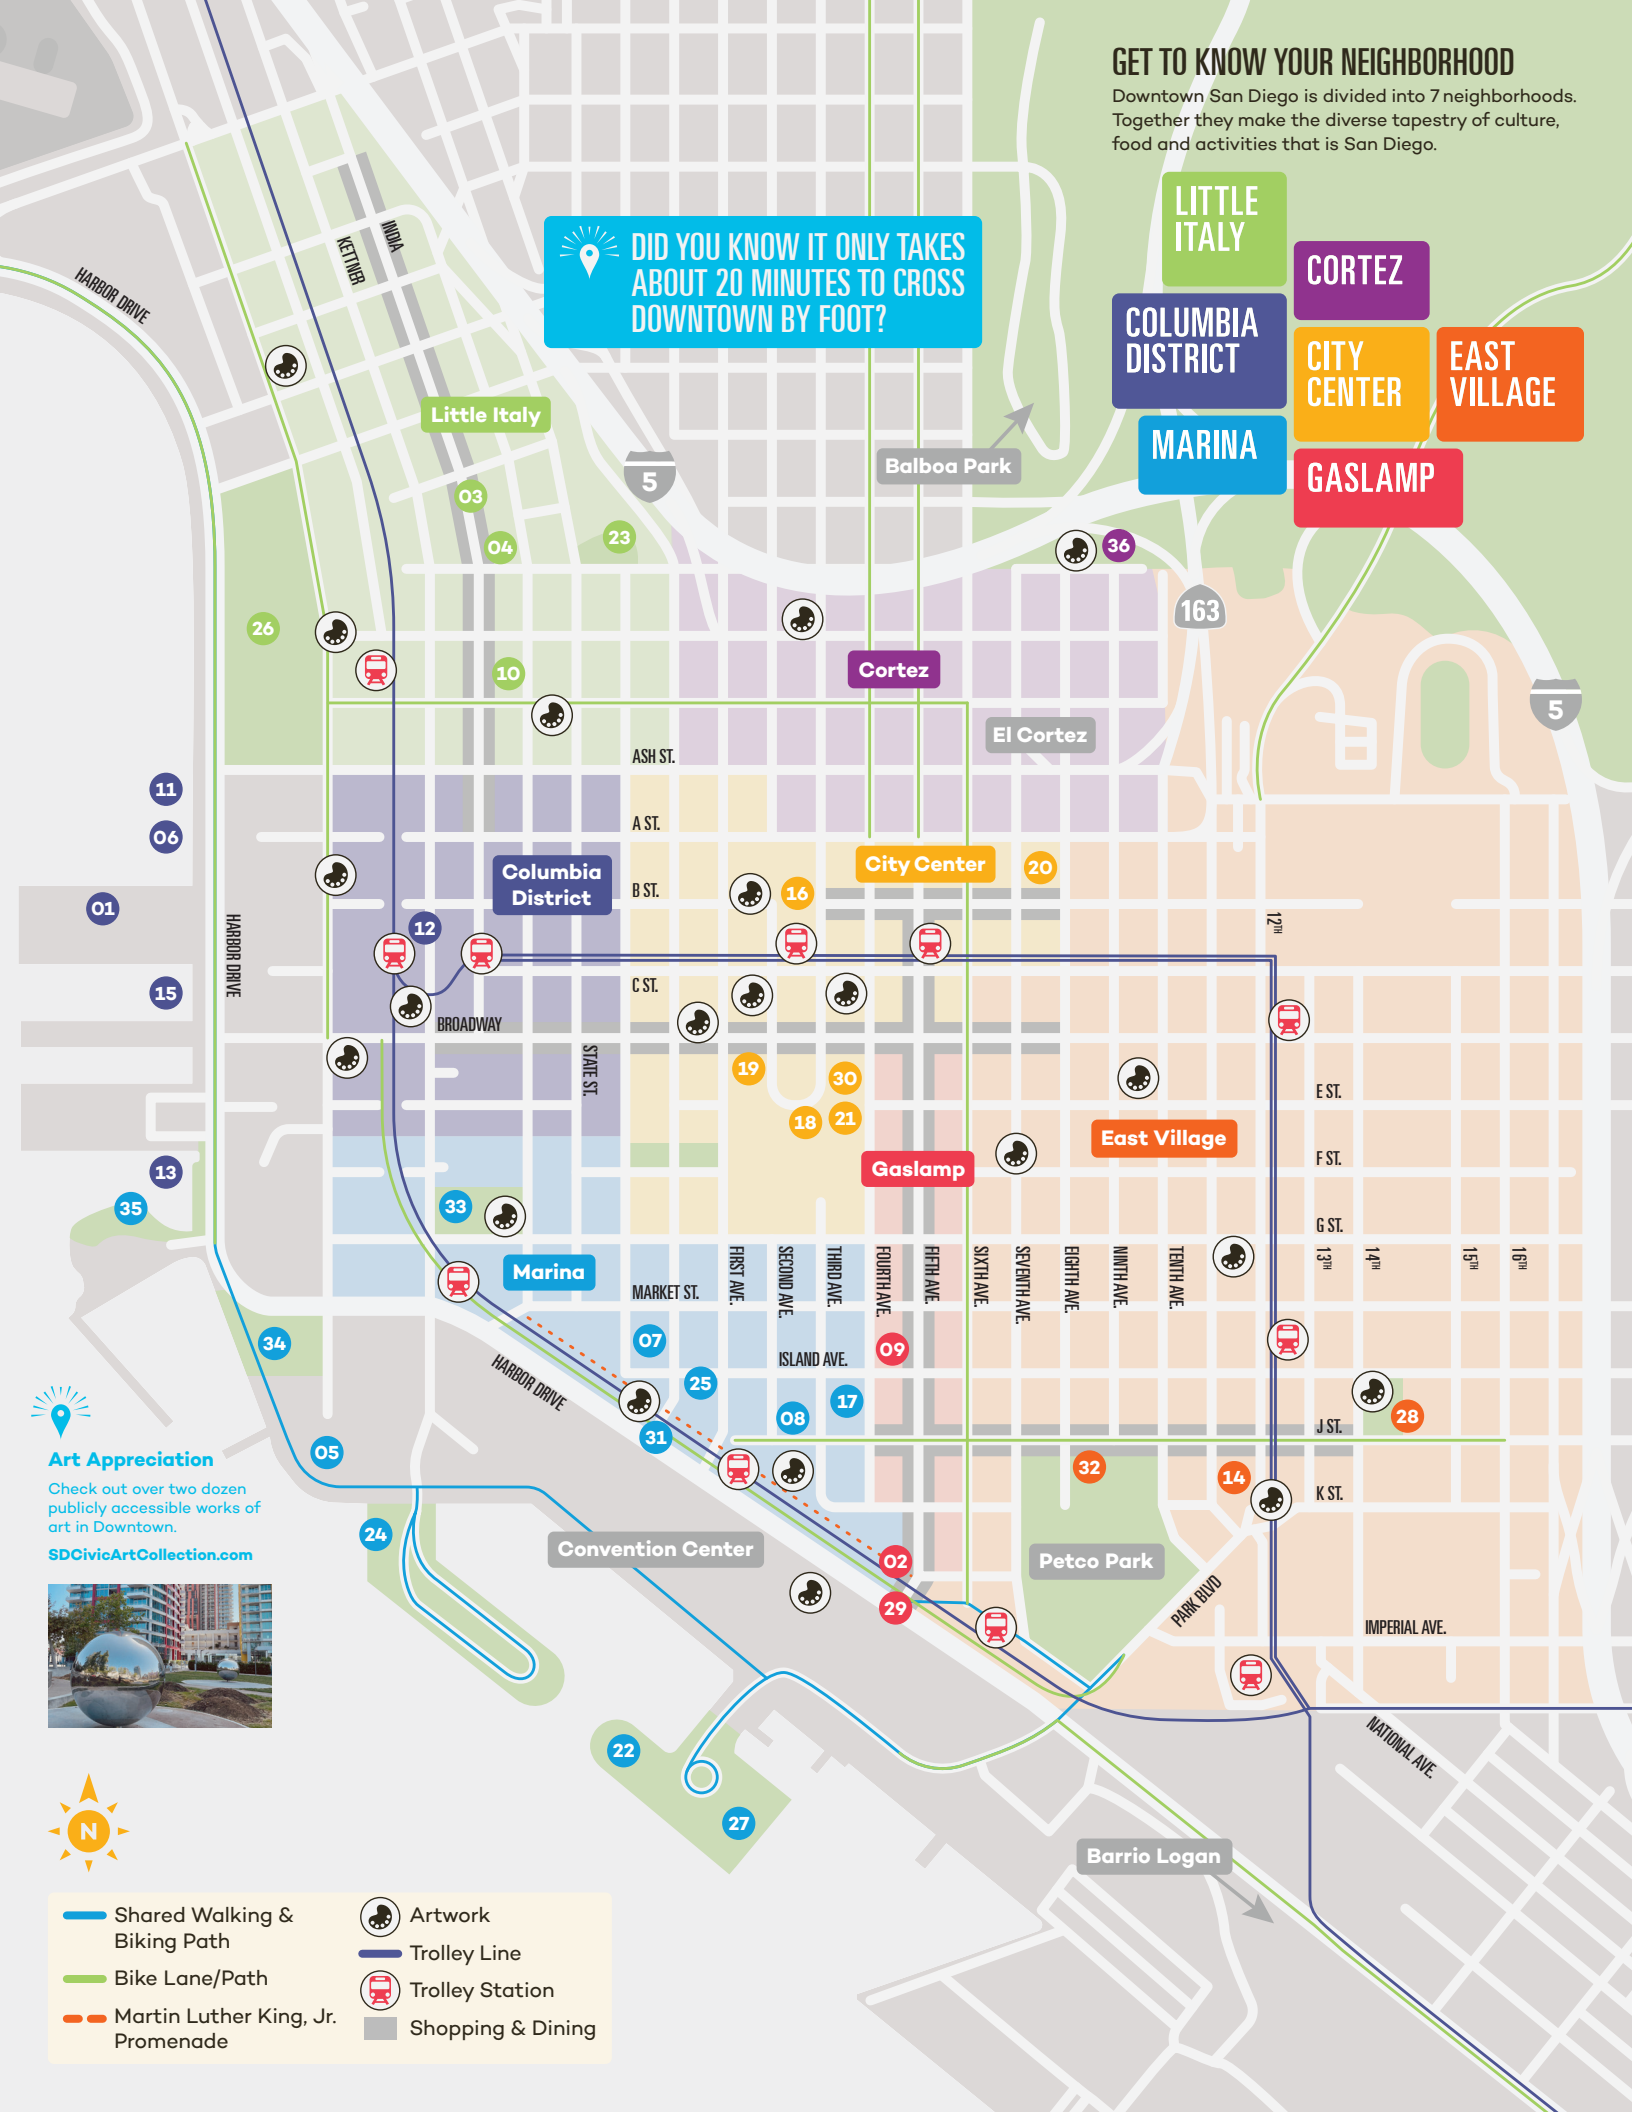 GET TO KNOW YOUR NEIGHBORHOOD
Downtown San Diego is divided into 7 neighborhoods.
Together they make the diverse tapestry of culture,
food and activities that is San Diego.
LITTLE
ITALY
CORTEZ
COLUMBIA
DISTRICT
CITY
CENTER
EAST
VILLAGE
MARINA
GASLAMP
DID YOU KNOW IT ONLY TAKES
ABOUT 20 MINUTES TO CROSS
DOWNTOWN BY FOOT?
HARBOR DRIVE
KETTNER
INDIA
Little Italy
Balboa Park
5
03
04
23
36
163
26
10
Cortez
El Cortez
5
ASH ST.
11
06
A ST.
01
Columbia
District
B ST.
16
City Center
20
12
HARBOR DRIVE
12TH
15
C ST.
BROADWAY
STATE ST.
19
30
18
21
E ST.
13
35
33
Gaslamp
East Village
F ST.
G ST.
Marina
MARKET ST.
FIRST AVE.
SECOND AVE.
THIRD AVE.
FOURTH AVE.
FIFTH AVE.
SIXTH AVE.
SEVENTH AVE.
EIGHTH AVE.
NINTH AVE.
TENTH AVE.
13TH
14TH
15TH
16TH
34
07
ISLAND AVE.
09
HARBOR DRIVE
25
17
08
31
28
J ST.
05
32
14
K ST.
24
Convention Center
02
29
Petco Park
PARK BLVD
IMPERIAL AVE.
NATIONAL AVE.
22
27
Barrio Logan
Art Appreciation
Check out over two dozen
publicly accessible works of
art in Downtown.
SDCivicArtCollection.com
N
Shared Walking &
Biking Path
Bike Lane/Path
Martin Luther King, Jr.
Promenade
Artwork
Trolley Line
Trolley Station
Shopping & Dining